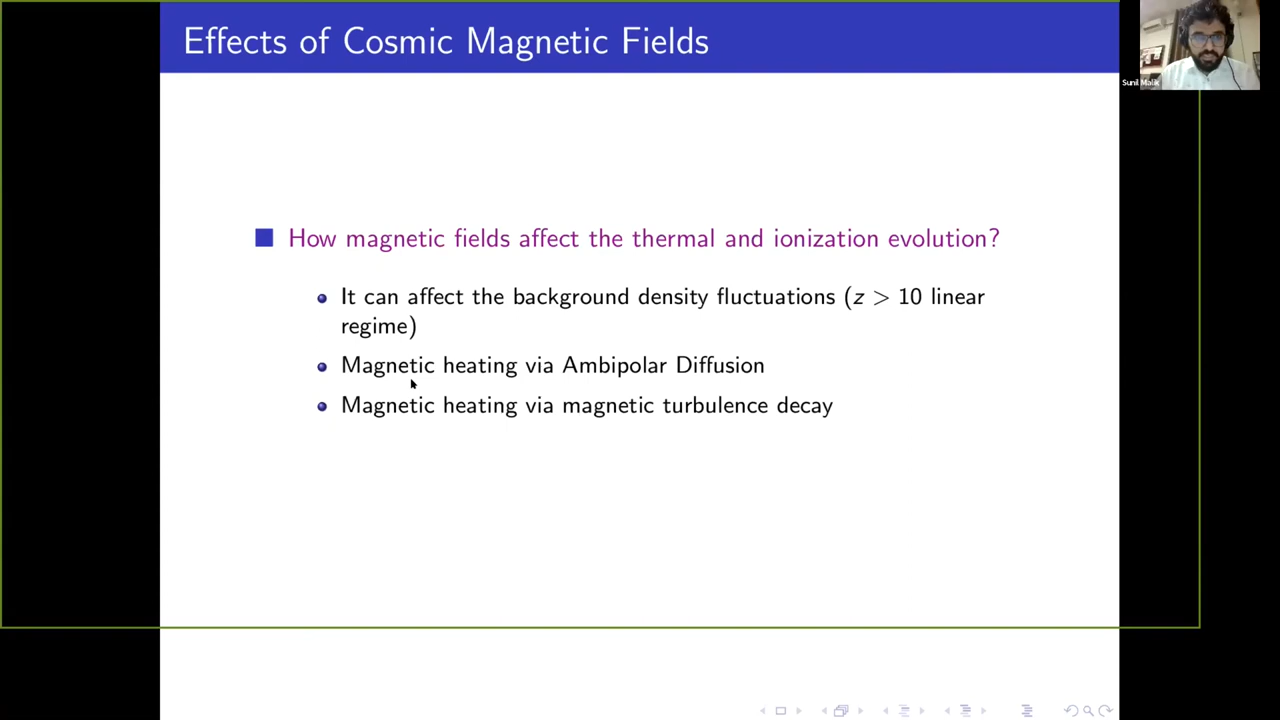 Effects of Cosmic Magnetic Fields
Sunil Malik
How magnetic fields affect the thermal and ionization evolution?
It can affect the background density fluctuations (z > 10 linear
regime)
Magnetic heating via Ambipolar Diffusion
Magnetic heating via magnetic turbulence decay